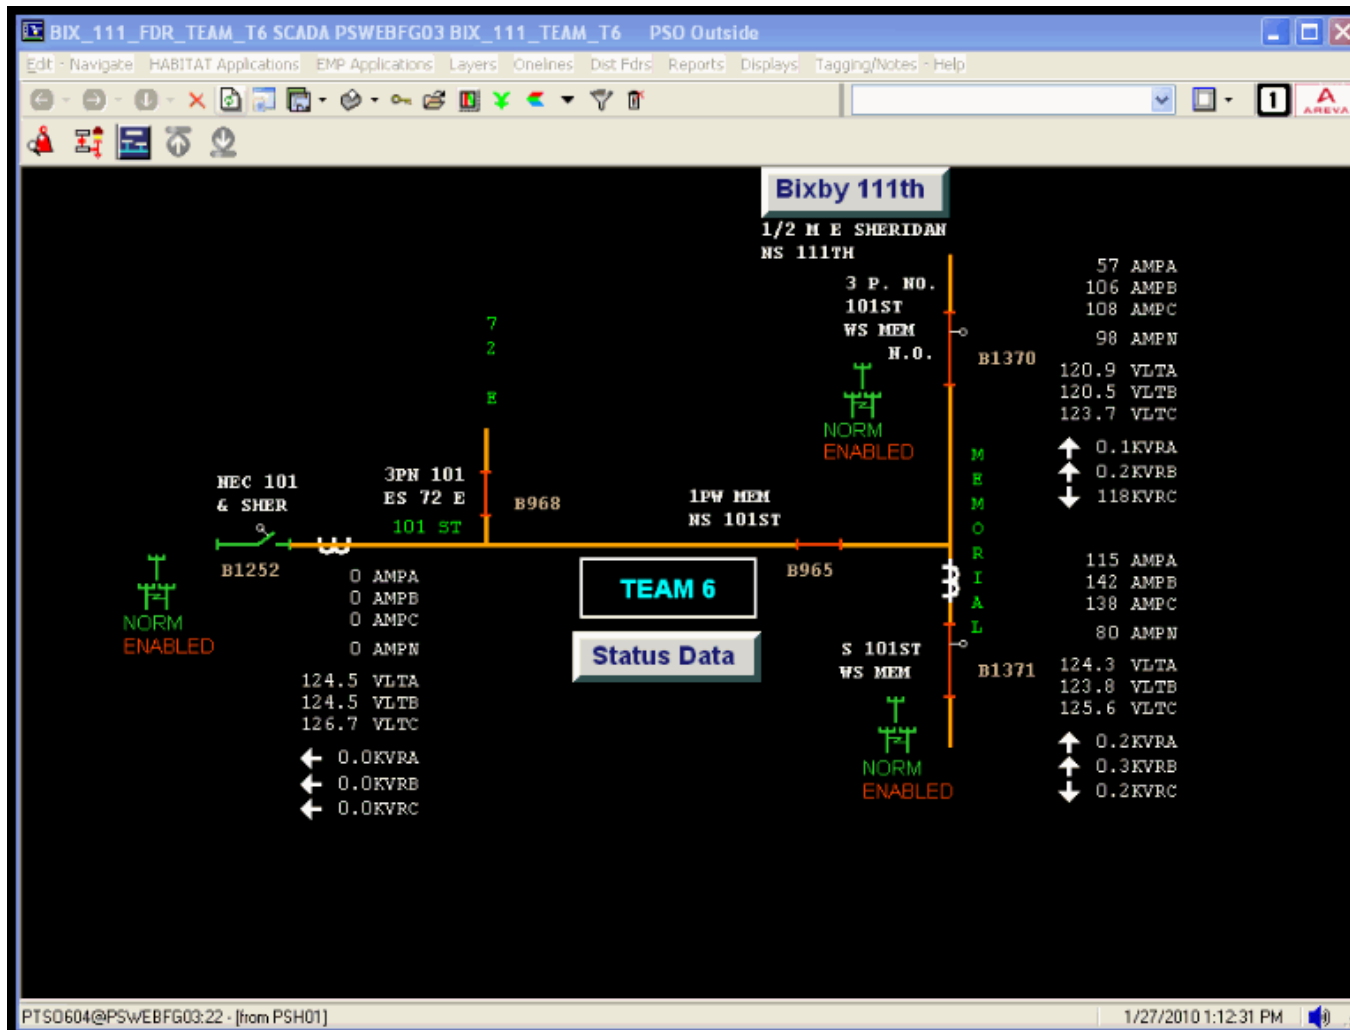 BIX_111_FDR_TEAM_T6 SCADA PSWEBFG03 BIX_111_TEAM_T6 PSO Outside
Edit - Navigate HABITAT Applications EMP Applications Layers Onelines Dist Fdrs Reports Displays Tagging/Notes - Help
1
A
AREVA
Bixby 111th
1/2 M E SHERIDAN
NS 111TH
3 P. NO.
101ST
WS MEM
N.O.
B1370
NORM
ENABLED
57 AMPA
106 AMPB
108 AMPC
98 AMPN
120.9 VLTA
120.5 VLTB
123.7 VLTC
0.1KVRA
0.2KVRB
118KVRC
72 E
3PN 101
ES 72 E
101 ST
B968
NEC 101
& SHER
B1252
NORM
ENABLED
0 AMPA
0 AMPB
0 AMPC
0 AMPN
124.5 VLTA
124.5 VLTB
126.7 VLTC
0.0KVRA
0.0KVRB
0.0KVRC
1PW MEM
NS 101ST
B965
MEMORIAL
TEAM 6
Status Data
S 101ST
WS MEM
B1371
NORM
ENABLED
115 AMPA
142 AMPB
138 AMPC
80 AMPN
124.3 VLTA
123.8 VLTB
125.6 VLTC
0.2KVRA
0.3KVRB
0.2KVRC
PTSO604@PSWEBFG03:22 - [from PSH01]
1/27/2010 1:12:31 PM